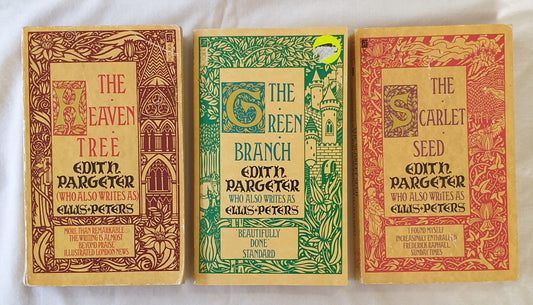 THE
HEAVEN
TREE
EDITH
PARGETER
(WHO ALSO WRITES AS)
ELLIS·PETERS
MORE THAN REMARKABLE...
THE WRITING IS ALMOST
BEYOND PRAISE
ILLUSTRATED LONDON NEWS
THE
GREEN
BRANCH
EDITH
PARGETER
WHO ALSO WRITES AS
ELLIS·PETERS
'BEAUTIFULLY
DONE'
STANDARD
THE
SCARLET
SEED
EDITH
PARGETER
(WHO ALSO WRITES AS)
ELLIS·PETERS
'I FOUND MYSELF
INCREASINGLY ENTHRALLED'
FREDERICK RAPHAEL,
SUNDAY TIMES